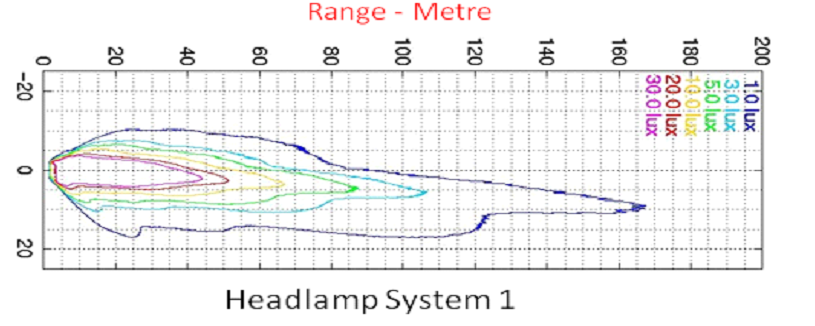 Range - Metre
0 20 40 60 80 100 120 140 160 180 200
-20
0
20
1.0 lux
3.0 lux
5.0 lux
10.0 lux
20.0 lux
30.0 lux
Headlamp System 1